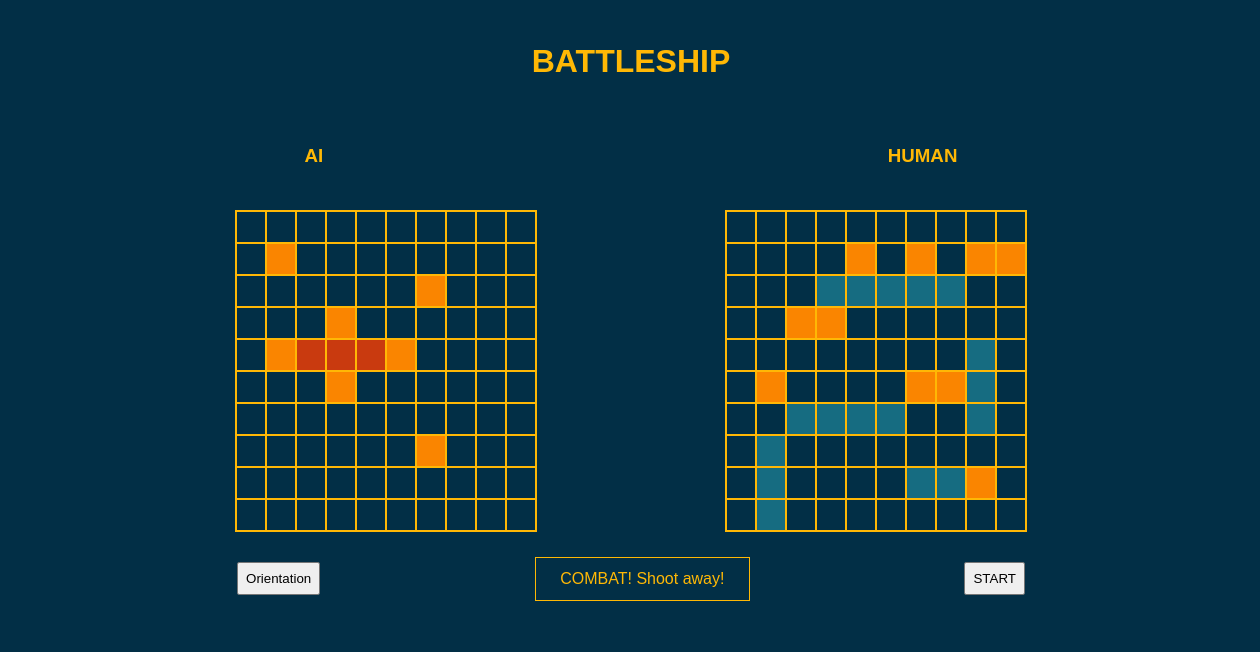 BATTLESHIP
AI
HUMAN
Orientation
COMBAT! Shoot away!
START